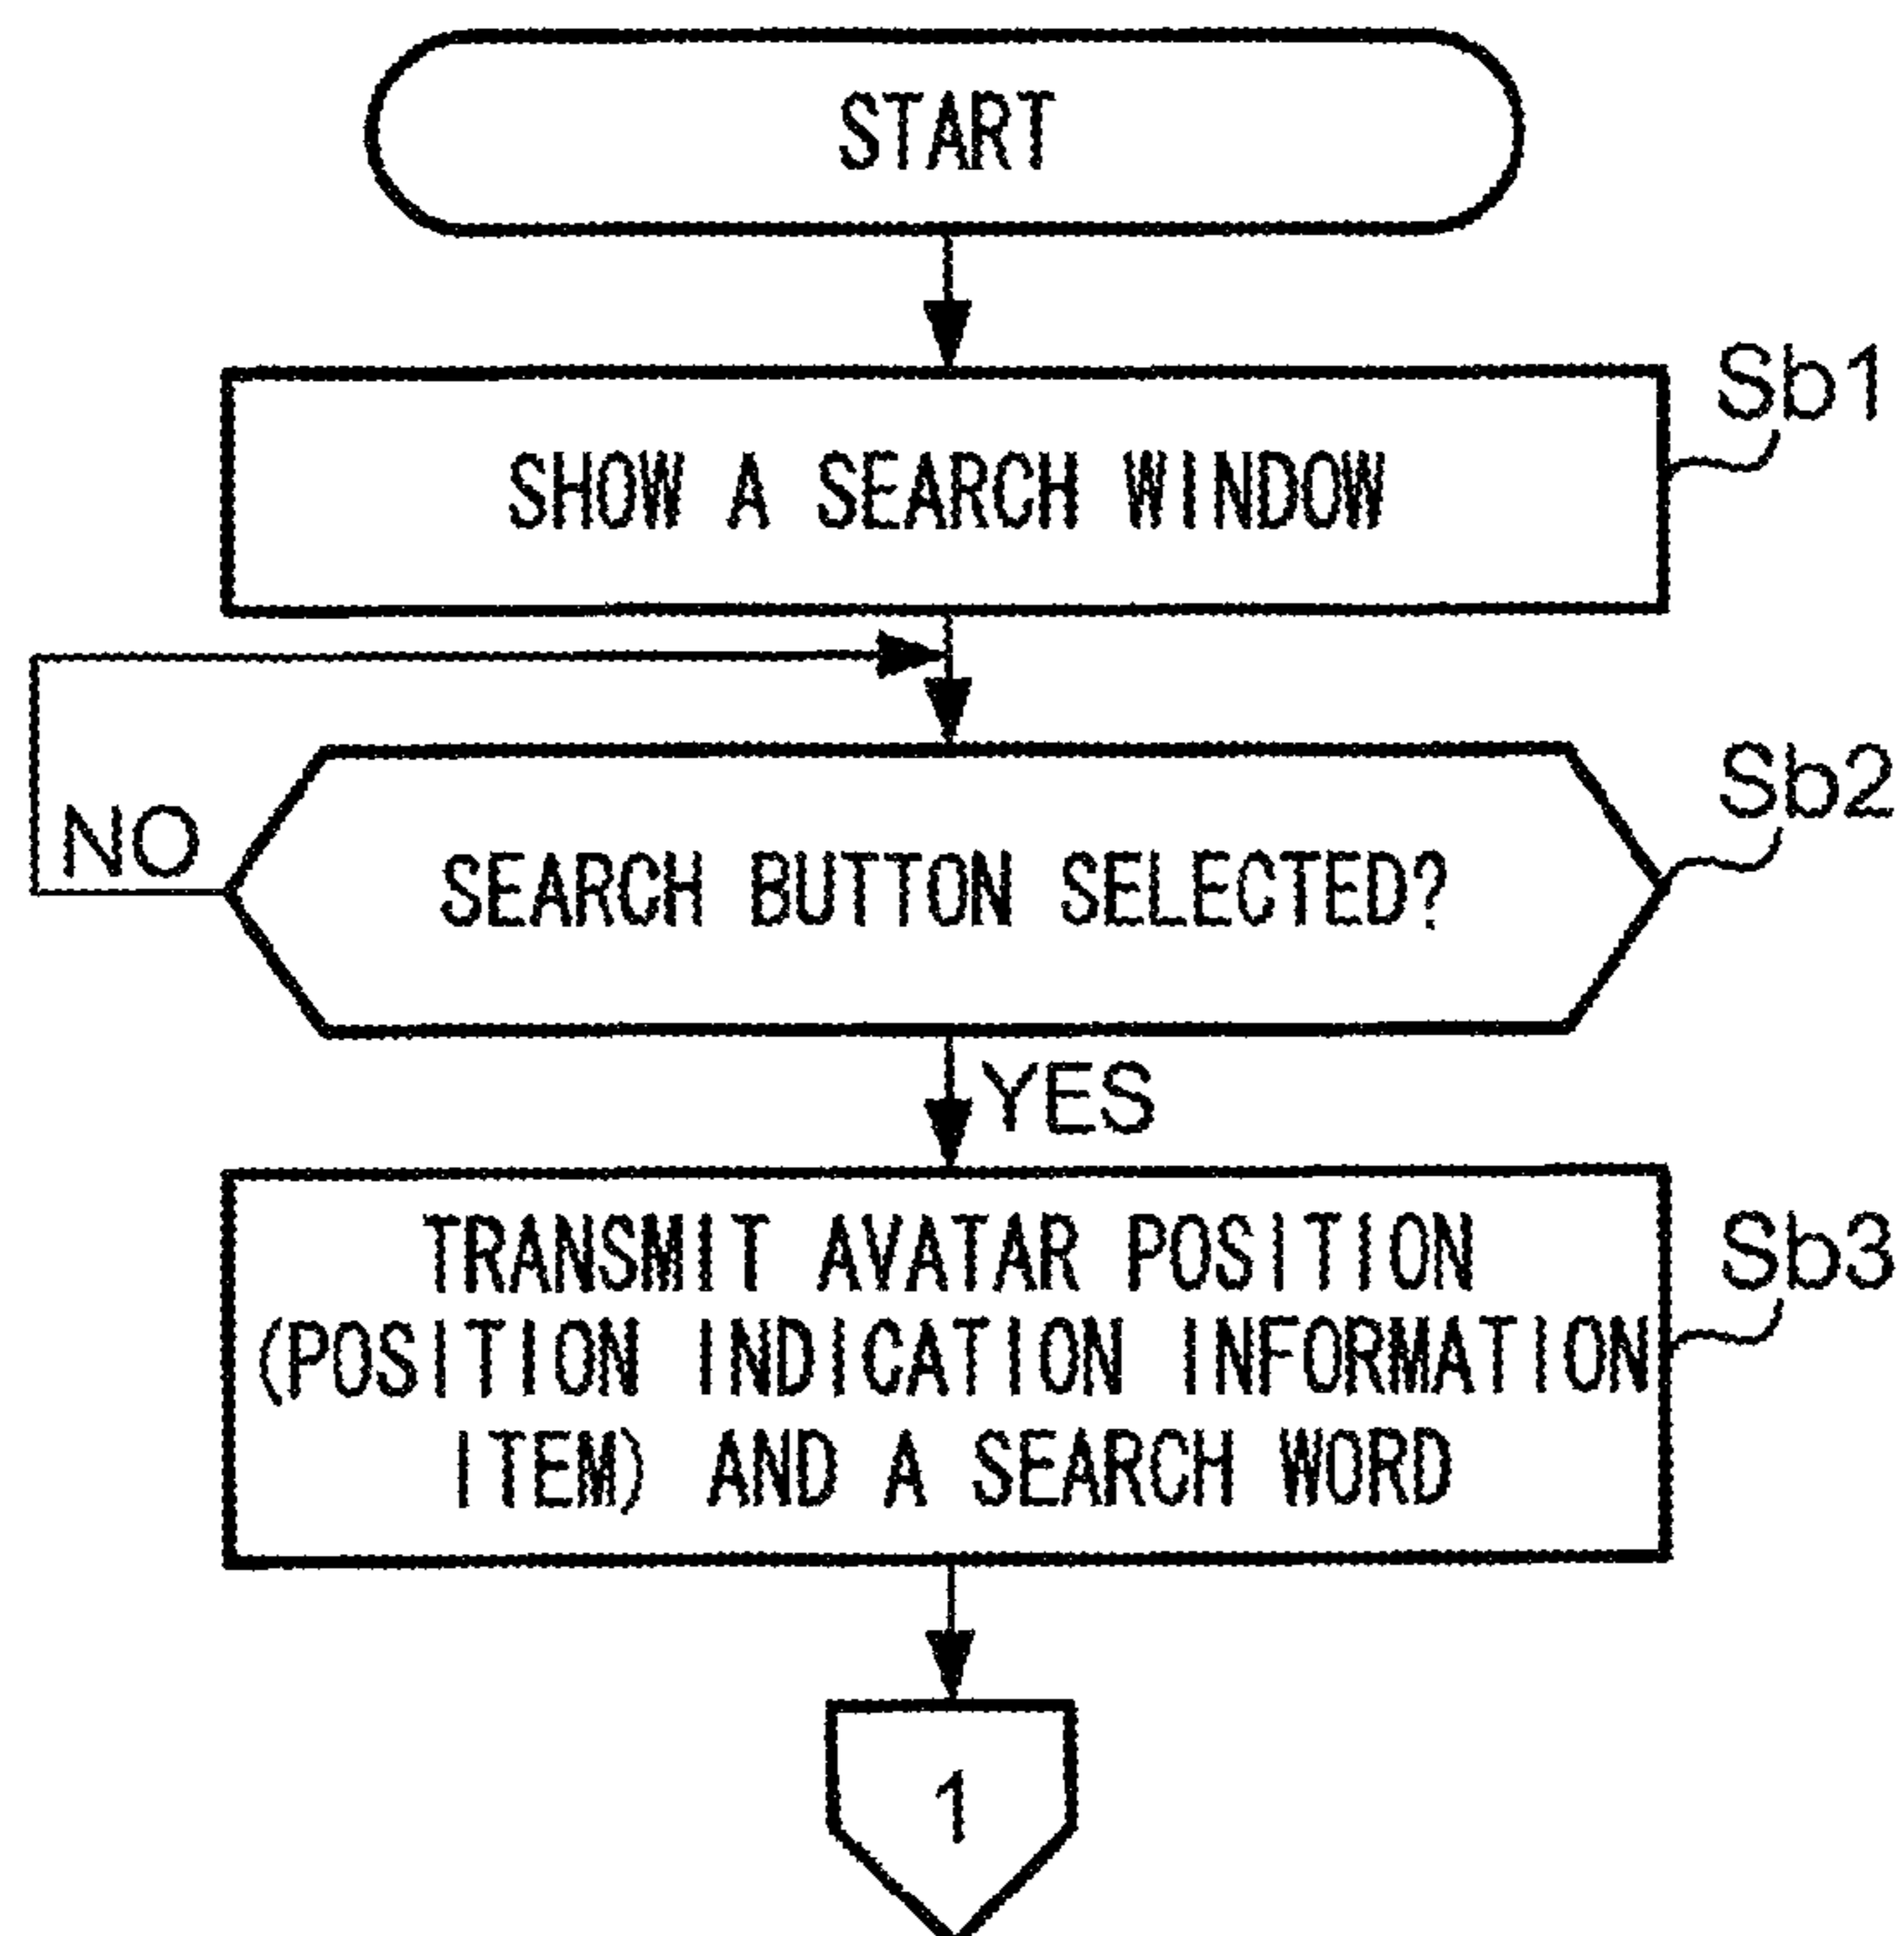 START
Sb1
SHOW A SEARCH WINDOW
Sb2
NO
SEARCH BUTTON SELECTED?
YES
TRANSMIT AVATAR POSITION
Sb3
(POSITION INDICATION INFORMATION
ITEM) AND A SEARCH WORD
1